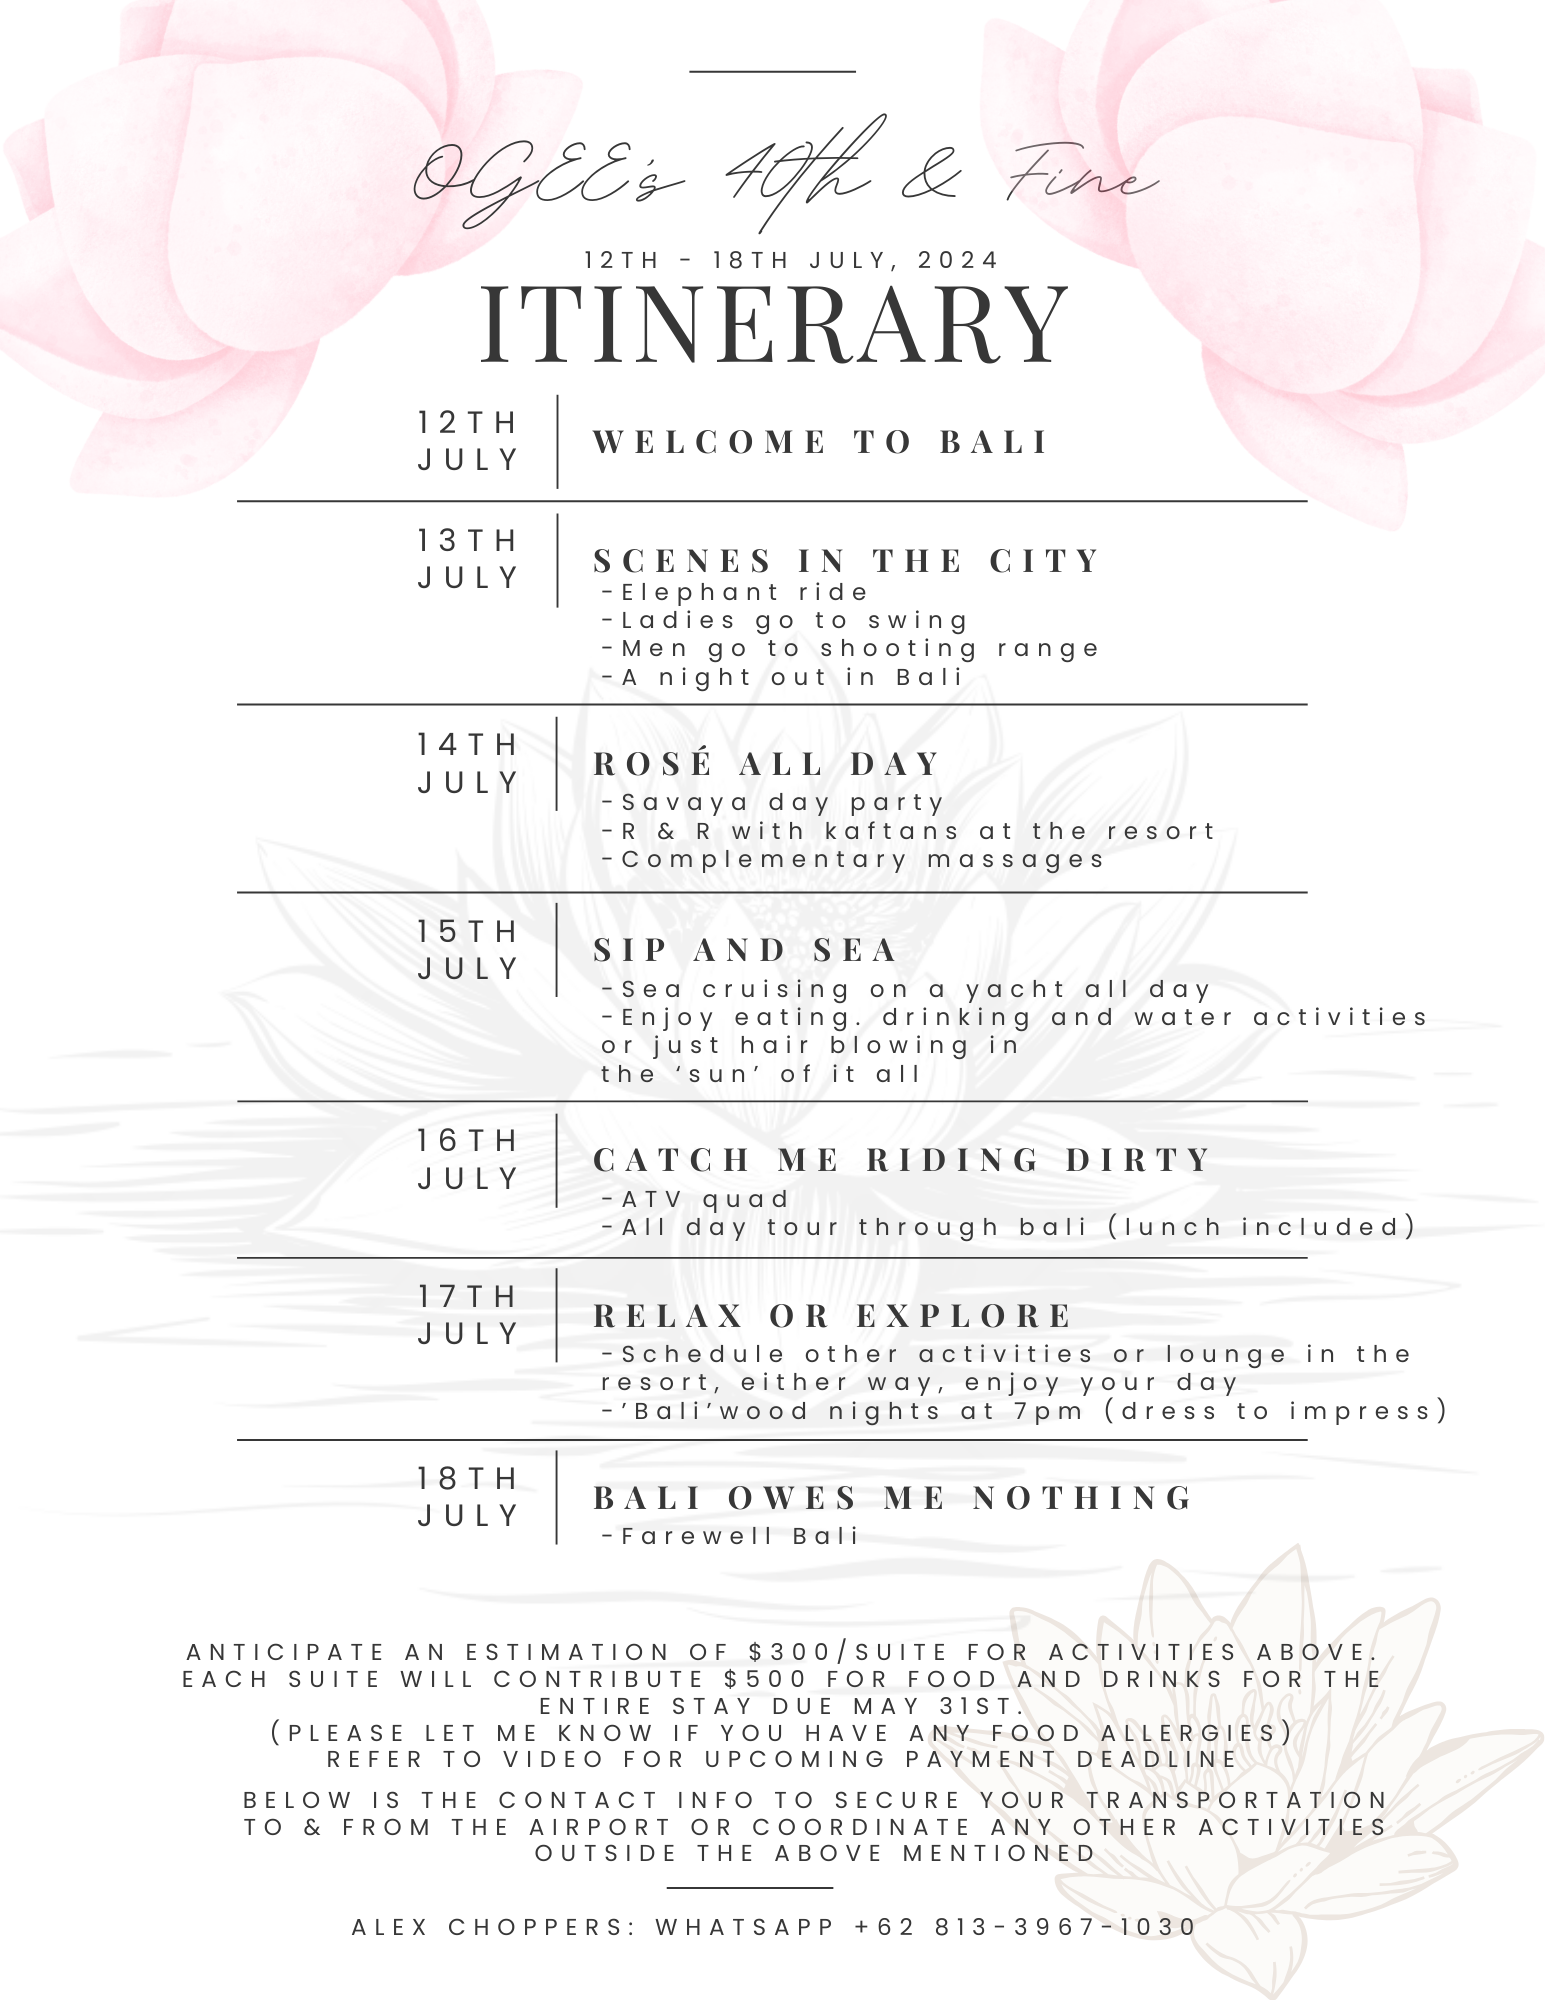 OGEE's 40th & Fine
12TH - 18TH JULY, 2024
ITINERARY
12TH
JULY
WELCOME TO BALI
13TH
JULY
SCENES IN THE CITY
-Elephant ride
-Ladies go to swing
-Men go to shooting range
-A night out in Bali
14TH
JULY
ROSÉ ALL DAY
-Savaya day party
-R & R with kaftans at the resort
-Complementary massages
15TH
JULY
SIP AND SEA
-Sea cruising on a yacht all day
-Enjoy eating. drinking and water activities
or just hair blowing in
the ‘sun’ of it all
16TH
JULY
CATCH ME RIDING DIRTY
-ATV quad
-All day tour through bali (lunch included)
17TH
JULY
RELAX OR EXPLORE
-Schedule other activities or lounge in the
resort, either way, enjoy your day
-’Bali’wood nights at 7pm (dress to impress)
18TH
JULY
BALI OWES ME NOTHING
-Farewell Bali
ANTICIPATE AN ESTIMATION OF $300/SUITE FOR ACTIVITIES ABOVE.
EACH SUITE WILL CONTRIBUTE $500 FOR FOOD AND DRINKS FOR THE
ENTIRE STAY DUE MAY 31ST.
(PLEASE LET ME KNOW IF YOU HAVE ANY FOOD ALLERGIES)
REFER TO VIDEO FOR UPCOMING PAYMENT DEADLINE
BELOW IS THE CONTACT INFO TO SECURE YOUR TRANSPORTATION
TO & FROM THE AIRPORT OR COORDINATE ANY OTHER ACTIVITIES
OUTSIDE THE ABOVE MENTIONED
ALEX CHOPPERS: WHATSAPP +62 813-3967-1030